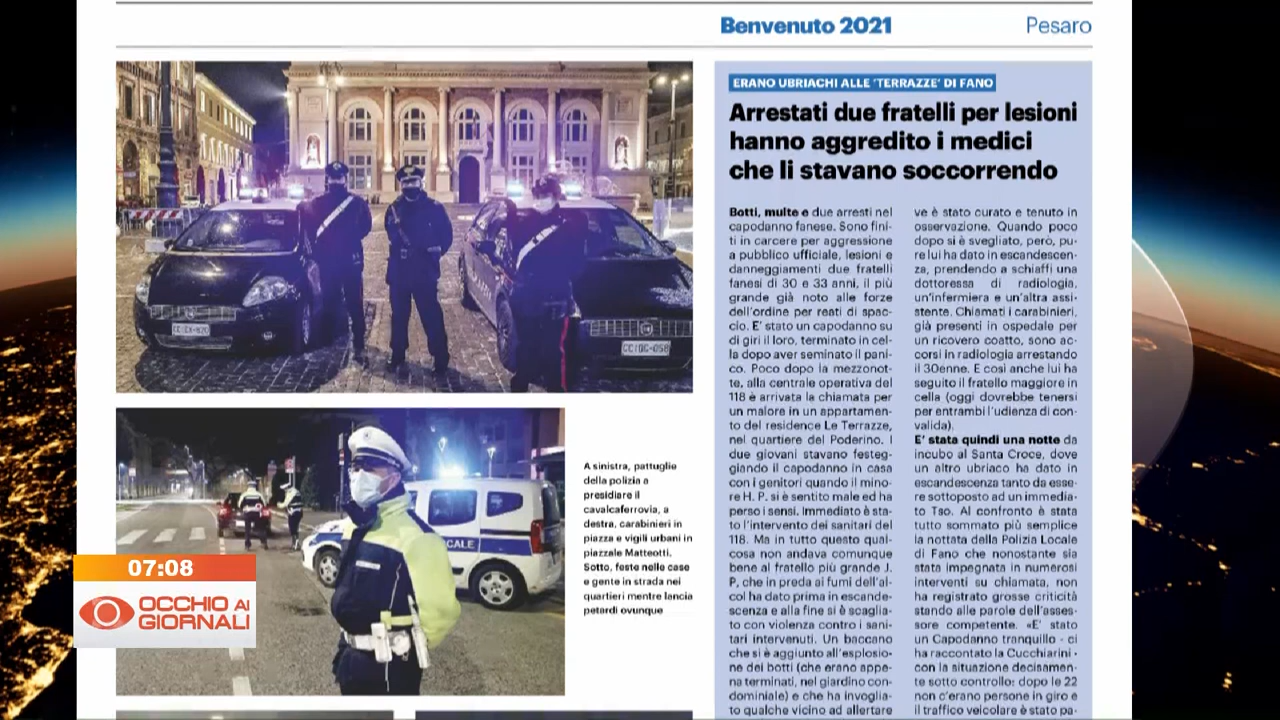 Benvenuto 2021
Pesaro
ERANO UBRIACHI ALLE 'TERRAZZE' DI FANO
Arrestati due fratelli per lesioni
hanno aggredito i medici
che li stavano soccorrendo
Botti, multe e due arresti nel
capodanno fanese. Sono fini-
ti in carcere per aggressione
a pubblico ufficiale, lesioni e
danneggiamenti due fratelli
fanesi di 30 e 33 anni, il più
grande già noto alle forze
dell'ordine per reati di spac-
cio. E' stato un capodanno su
di giri il loro, terminato in cel-
la dopo aver seminato il pani-
co. Poco dopo la mezzanot-
te, alla centrale operativa del
118 è arrivata la chiamata per
un malore in un appartamen-
to del residence Le Terrazze,
nel quartiere del Poderino. I
due giovani stavano festeg-
giando il capodanno in casa
con i genitori quando il mino-
re H. P. si è sentito male ed ha
perso i sensi. Immediato è sta-
to l'intervento dei sanitari del
118. Ma in tutto questo qual-
cosa non andava comunque
bene al fratello più grande J.
P, che in preda ai fumi dell'al-
col ha dato prima in escande-
scenza e alla fine si è scaglia-
to con violenza contro i sani-
tari intervenuti. Un baccano
che si è aggiunto all'esplosio-
ne dei botti (che erano appe-
na terminati, nel giardino con-
dominiale) e che ha invoglia-
to qualche vicino ad allertare
ve è stato curato e tenuto in
osservazione. Quando poco
dopo si è svegliato, però, pu-
re lui ha dato in escandescen-
za, prendendo a schiaffi una
dottoressa di radiologia,
un'infermiera e un'altra assi-
stente. Chiamati i carabinieri,
già presenti in ospedale per
un ricovero coatto, sono ac-
corsi in radiologia arrestando
il 30enne. E così anche lui ha
seguito il fratello maggiore in
cella (oggi dovrebbe tenersi
per entrambi l'udienza di con-
valida).
E' stata quindi una notte da
incubo al Santa Croce, dove
un altro ubriaco ha dato in
escandescenza tanto da esse-
re sottoposto ad un immedia-
to Tso. Al confronto è stata
tutto sommato più semplice
la nottata della Polizia Locale
di Fano che nonostante sia
stata impegnata in numerosi
interventi su chiamata, non
ha registrato grosse criticità
stando alle parole dell'asses-
sore competente. «E' stato
un Capodanno tranquillo - ci
ha raccontato la Cucchiarini -
con la situazione decisamen-
te sotto controllo: dopo le 22
non c'erano persone in giro e
il traffico veicolare è stato pa-
A sinistra, pattuglie
della polizia a
presidiare il
cavalcaferrovia, a
destra, carabinieri in
piazza e vigili urbani in
piazzale Matteotti.
Sotto, feste nelle case
e gente in strada nei
quartieri mentre lancia
petardi ovunque
CALE
07:08
OCCHIO AI
GIORNALI